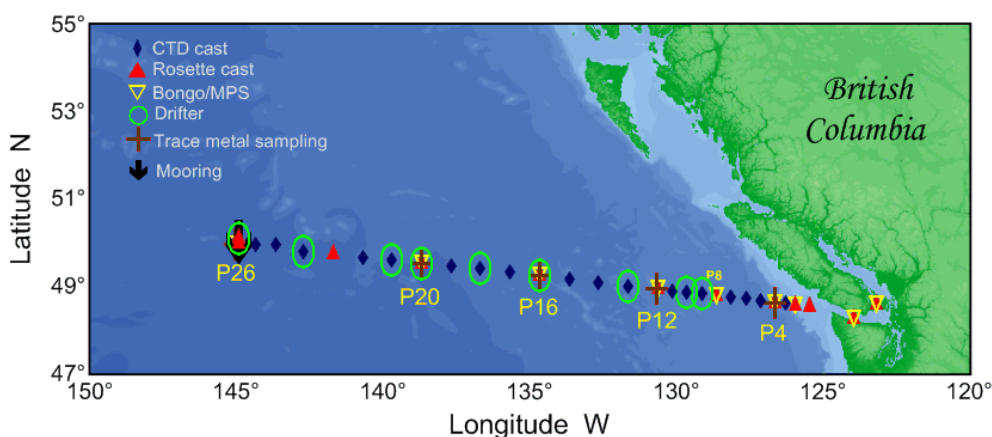 55°
53°
51°
49°
47°
Latitude N
CTD cast
Rosette cast
Bongo/MPS
Drifter
Trace metal sampling
Mooring
British
Columbia
P26
P20
P16
P12
P8
P4
150°
145°
140°
135°
130°
125°
120°
Longitude W